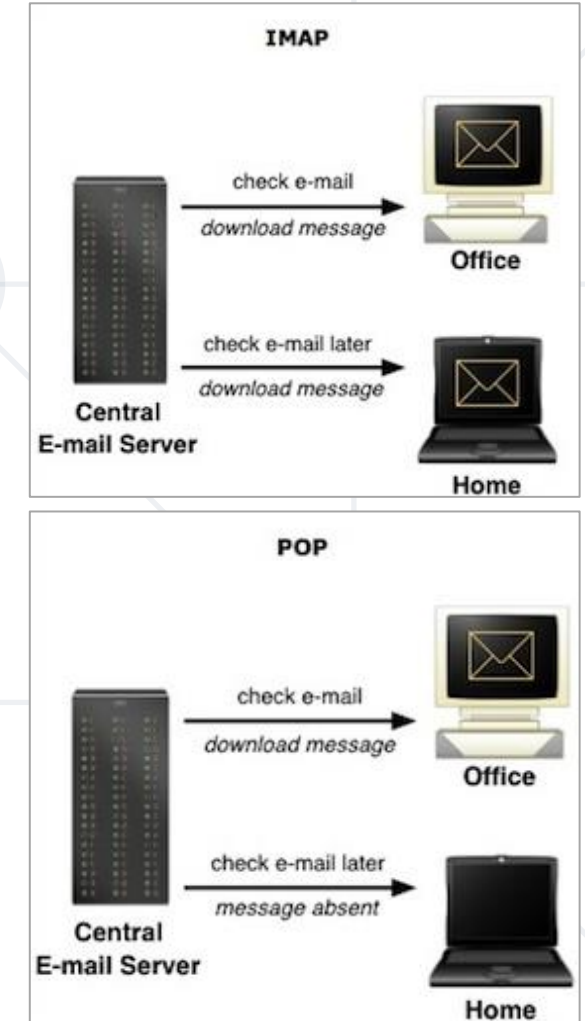 IMAP
check e-mail
download message
Office
check e-mail later
download message
Central
E-mail Server
Home
POP
check e-mail
download message
Office
check e-mail later
message absent
Central
E-mail Server
Home